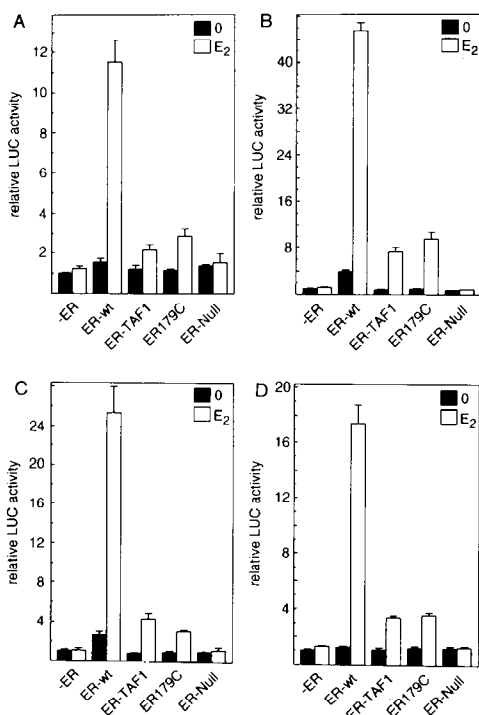 A
0
E2
relative LUC activity
12
10
8
6
4
2
-ER
ER-wt
ER-TAF1
ER179C
ER-Null
B
0
E2
relative LUC activity
40
32
24
16
8
-ER
ER-wt
ER-TAF1
ER179C
ER-Null
C
0
E2
relative LUC activity
24
20
16
12
8
4
-ER
ER-wt
ER-TAF1
ER179C
ER-Null
D
0
E2
relative LUC activity
20
16
12
8
4
-ER
ER-wt
ER-TAF1
ER179C
ER-Null